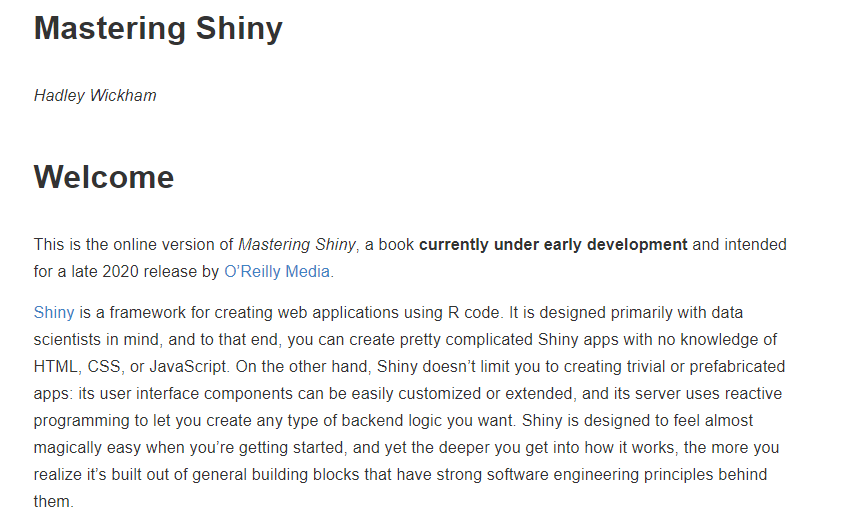 Mastering Shiny
Hadley Wickham
Welcome
This is the online version of Mastering Shiny, a book currently under early development and intended
for a late 2020 release by O’Reilly Media.
Shiny is a framework for creating web applications using R code. It is designed primarily with data
scientists in mind, and to that end, you can create pretty complicated Shiny apps with no knowledge of
HTML, CSS, or JavaScript. On the other hand, Shiny doesn’t limit you to creating trivial or prefabricated
apps: its user interface components can be easily customized or extended, and its server uses reactive
programming to let you create any type of backend logic you want. Shiny is designed to feel almost
magically easy when you’re getting started, and yet the deeper you get into how it works, the more you
realize it’s built out of general building blocks that have strong software engineering principles behind
them.